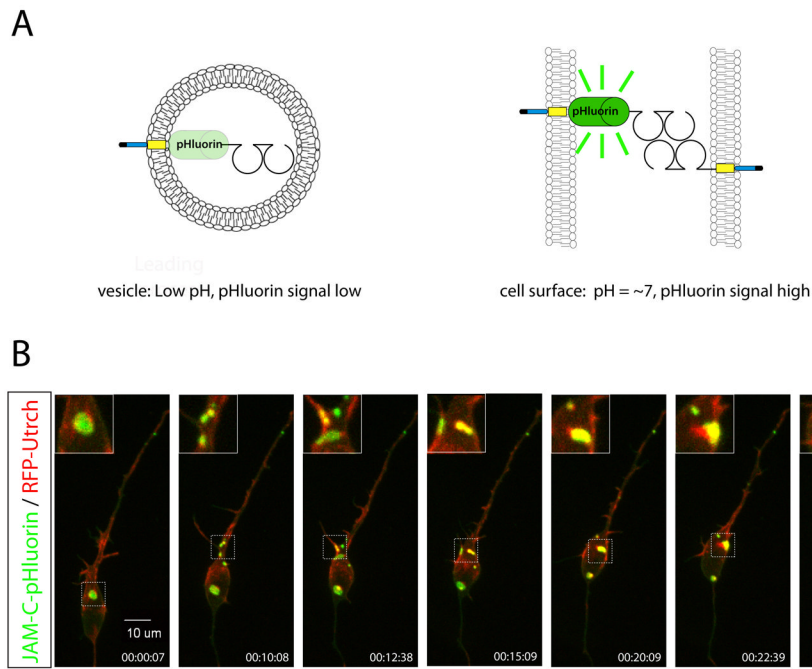 A
pHluorin
pHluorin
Leading
vesicle: Low pH, pHluorin signal low
cell surface: pH = ~7, pHluorin signal high
B
JAM-C-pHluorin / RFP-Utrch
10 um
00:00:07
00:10:08
00:12:38
00:15:09
00:20:09
00:22:39